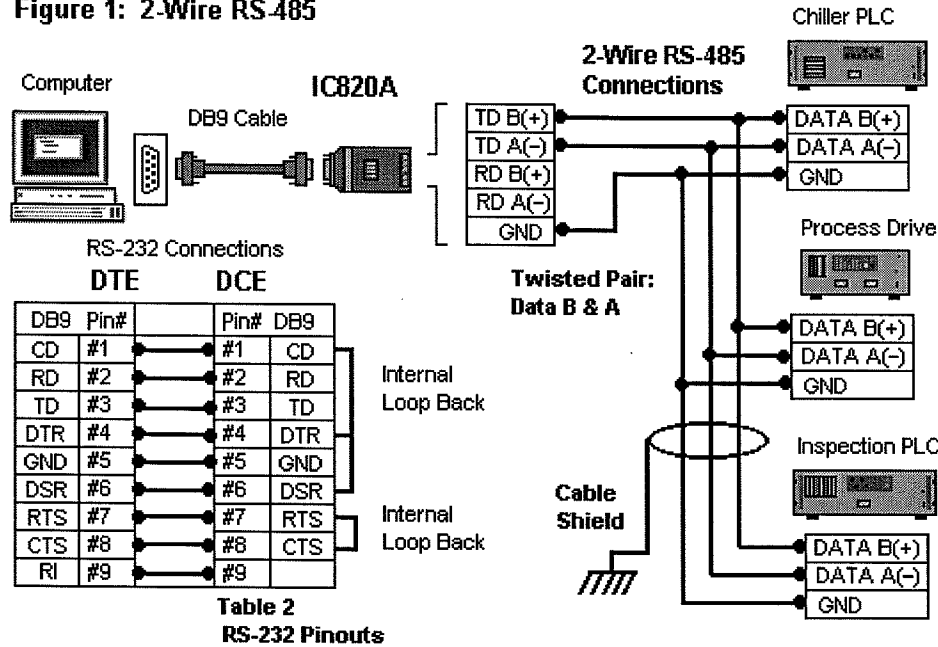 Figure 1: 2-Wire RS-485
Chiller PLC
Computer
IC820A
2-Wire RS-485
Connections
DB9 Cable
TD B(+)
TD A(-)
RD B(+)
RD A(-)
GND
DATA B(+)
DATA A(-)
GND
Process Drive
RS-232 Connections
DTE DCE
Twisted Pair:
Data B & A
DB9 Pin# Pin# DB9
CD #1 #1 CD
RD #2 #2 RD
TD #3 #3 TD
DTR #4 #4 DTR
GND #5 #5 GND
DSR #6 #6 DSR
RTS #7 #7 RTS
CTS #8 #8 CTS
RI #9 #9
Internal
Loop Back
Internal
Loop Back
DATA B(+)
DATA A(-)
GND
Inspection PLC
Cable
Shield
DATA B(+)
DATA A(-)
GND
Table 2
RS-232 Pinouts